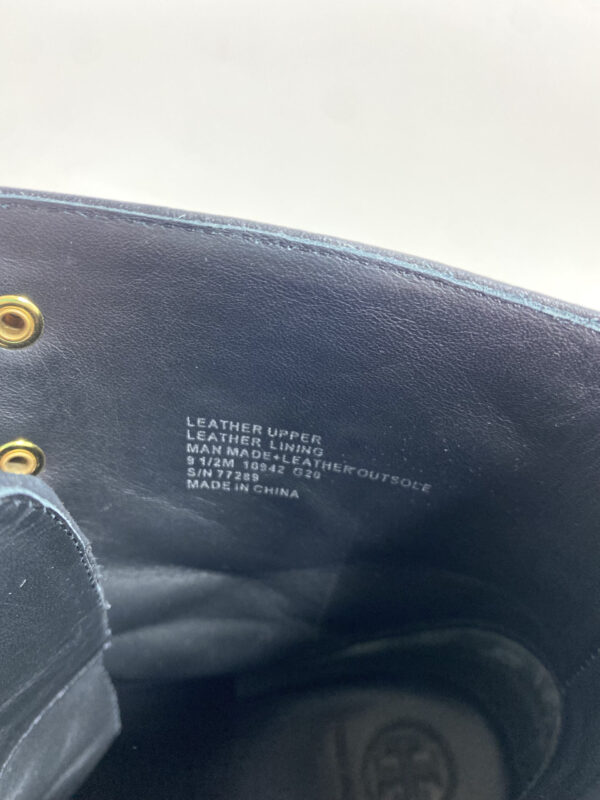 LEATHER UPPER
LEATHER LINING
MAN MADE+LEATHER OUTSOLE
9 1/2M 10942 G20
S/N 77289
MADE IN CHINA